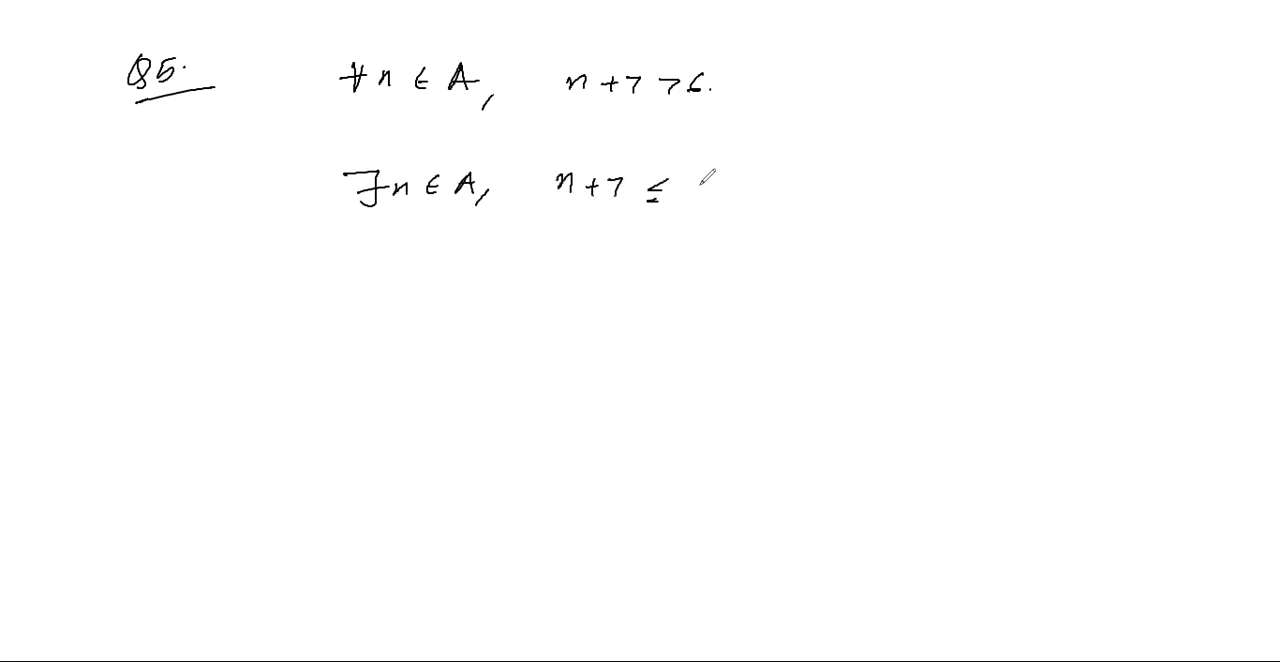 Q5. ∀n ∈ A, n+7 > 6.
∃n ∈ A, n+7 ≤